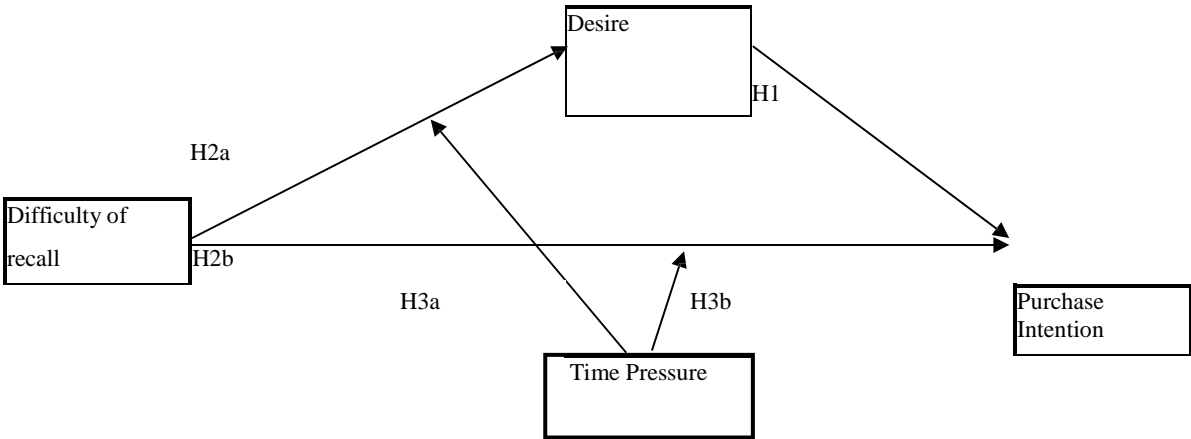 Desire
H1
H2a
Difficulty of
recall
H2b
H3a
H3b
Purchase
Intention
Time Pressure